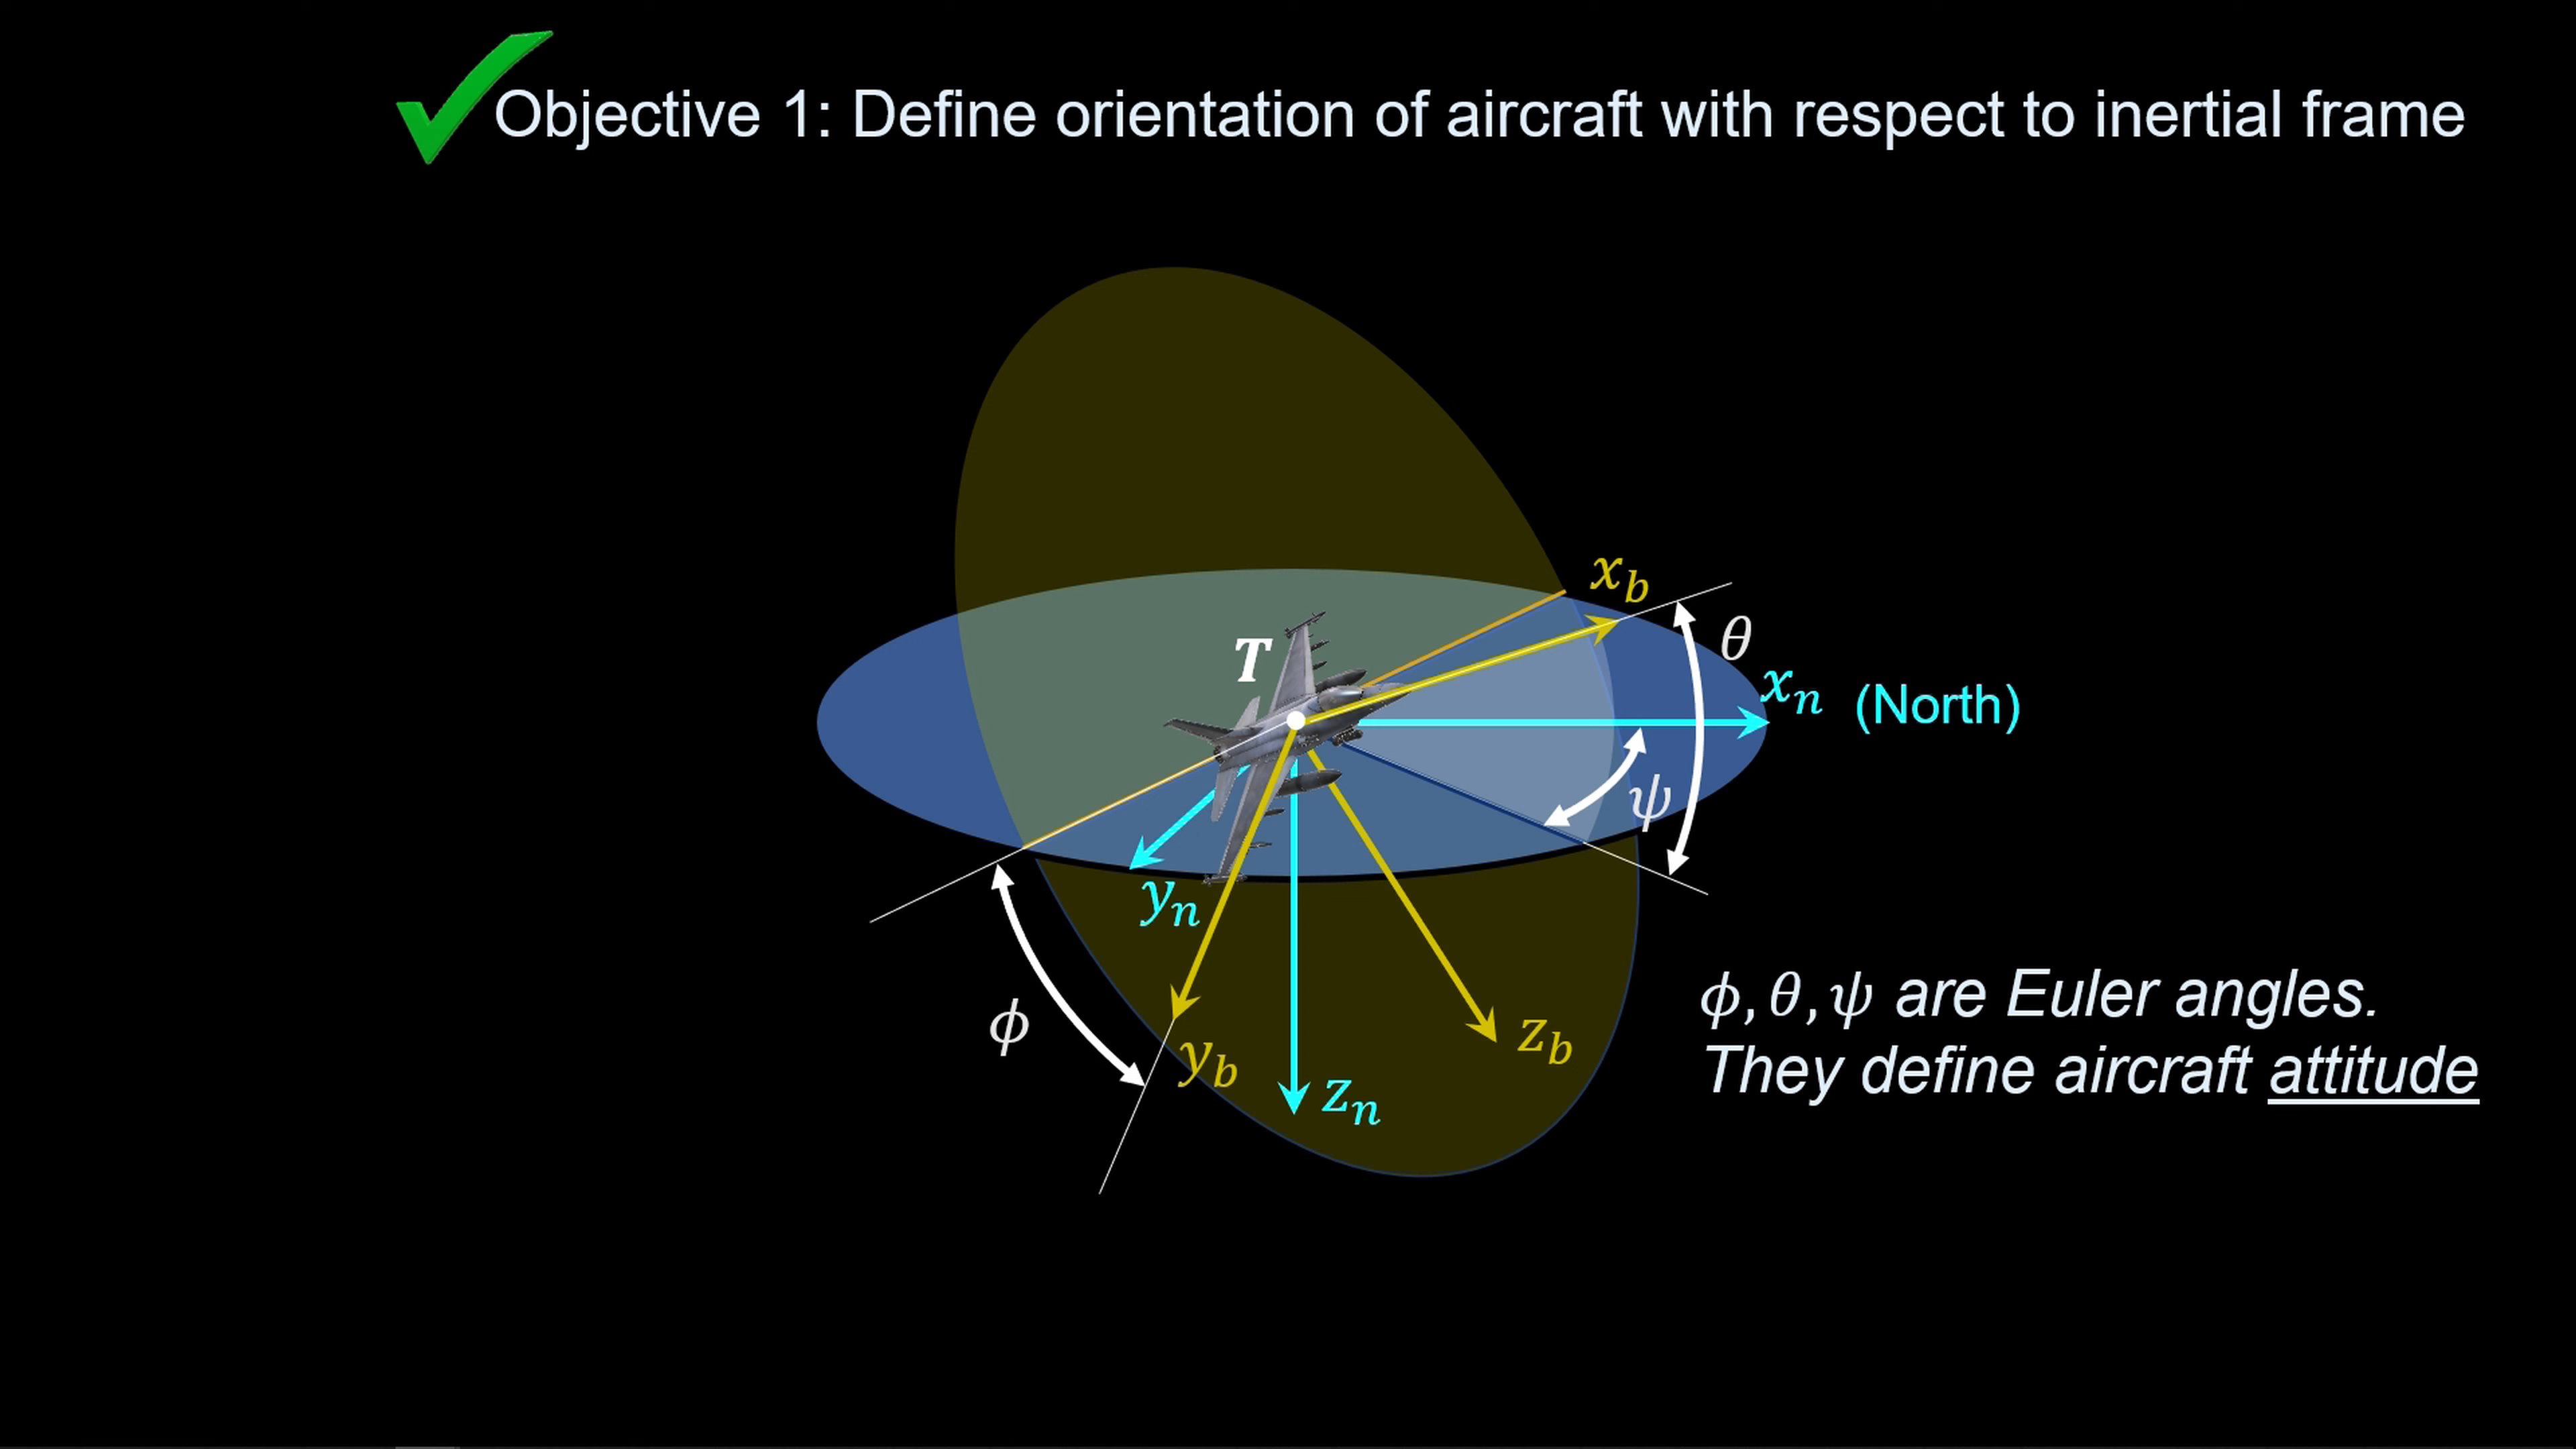 Objective 1: Define orientation of aircraft with respect to inertial frame
x_b
θ
T
x_n (North)
ψ
y_n
ϕ
y_b
z_b
z_n
ϕ, θ, ψ are Euler angles.
They define aircraft attitude